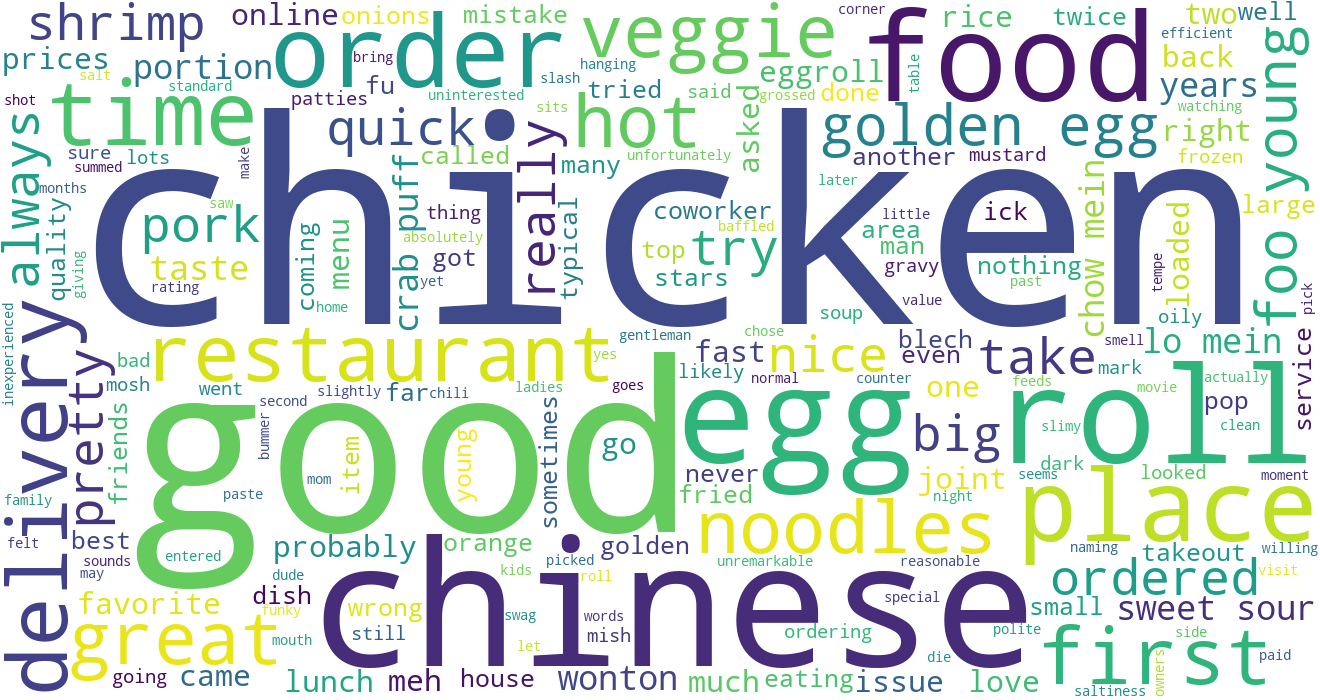 shrimp
online
onions
mistake
veggie
food
rice
twice
two
well
corner
efficient
prices
salt
portion
order
bring
hanging
slash
eggroll
table
back
years
foo young
standard
fu
tried
said
done
grossed
shot
time
patties
uninterested
sits
hot
asked
watching
quick
golden egg
right
always
sure
lots
summed
make
called
really
many
unfortunately
another
mustard
frozen
months
chicken
later
quality
saw
pork
crab puff
thing
typical
coworker
baffled
little
ick
chow mein
large
giving
taste
coming
menu
absolutely
got
top
try
area
man
gravy
nothing
loaded
rating
home
yet
stars
value
past
tempe
pick
soup
oily
inexperienced
delivery
pretty
restaurant
gentleman
chose
blech
smell
lo mein
service
bad
yes
fast
nice
even
take
mosh
went
slightly
far
chili
ladies
goes
likely
normal
counter
one
feeds
mark
movie
actually
friends
second
bummer
good
sometimes
go
egg roll
big
slimy
pop
clean
item
young
mom
never
joint
seems
dark
looked
moment
family
paste
fried
night
place
felt
best
entered
probably
orange
golden
noodles
naming
takeout
willing
sounds
may
dude
kids
picked
roll
unremarkable
reasonable
chinese
ordered
visit
favorite
funky
dish
wrong
swag
words
special
small
sweet sour
great
mouth
still
let
mish
ordering
polite
first
side
paid
going
came
lunch
meh
house
wonton
much
eating
issue
die
love
saltiness
owners